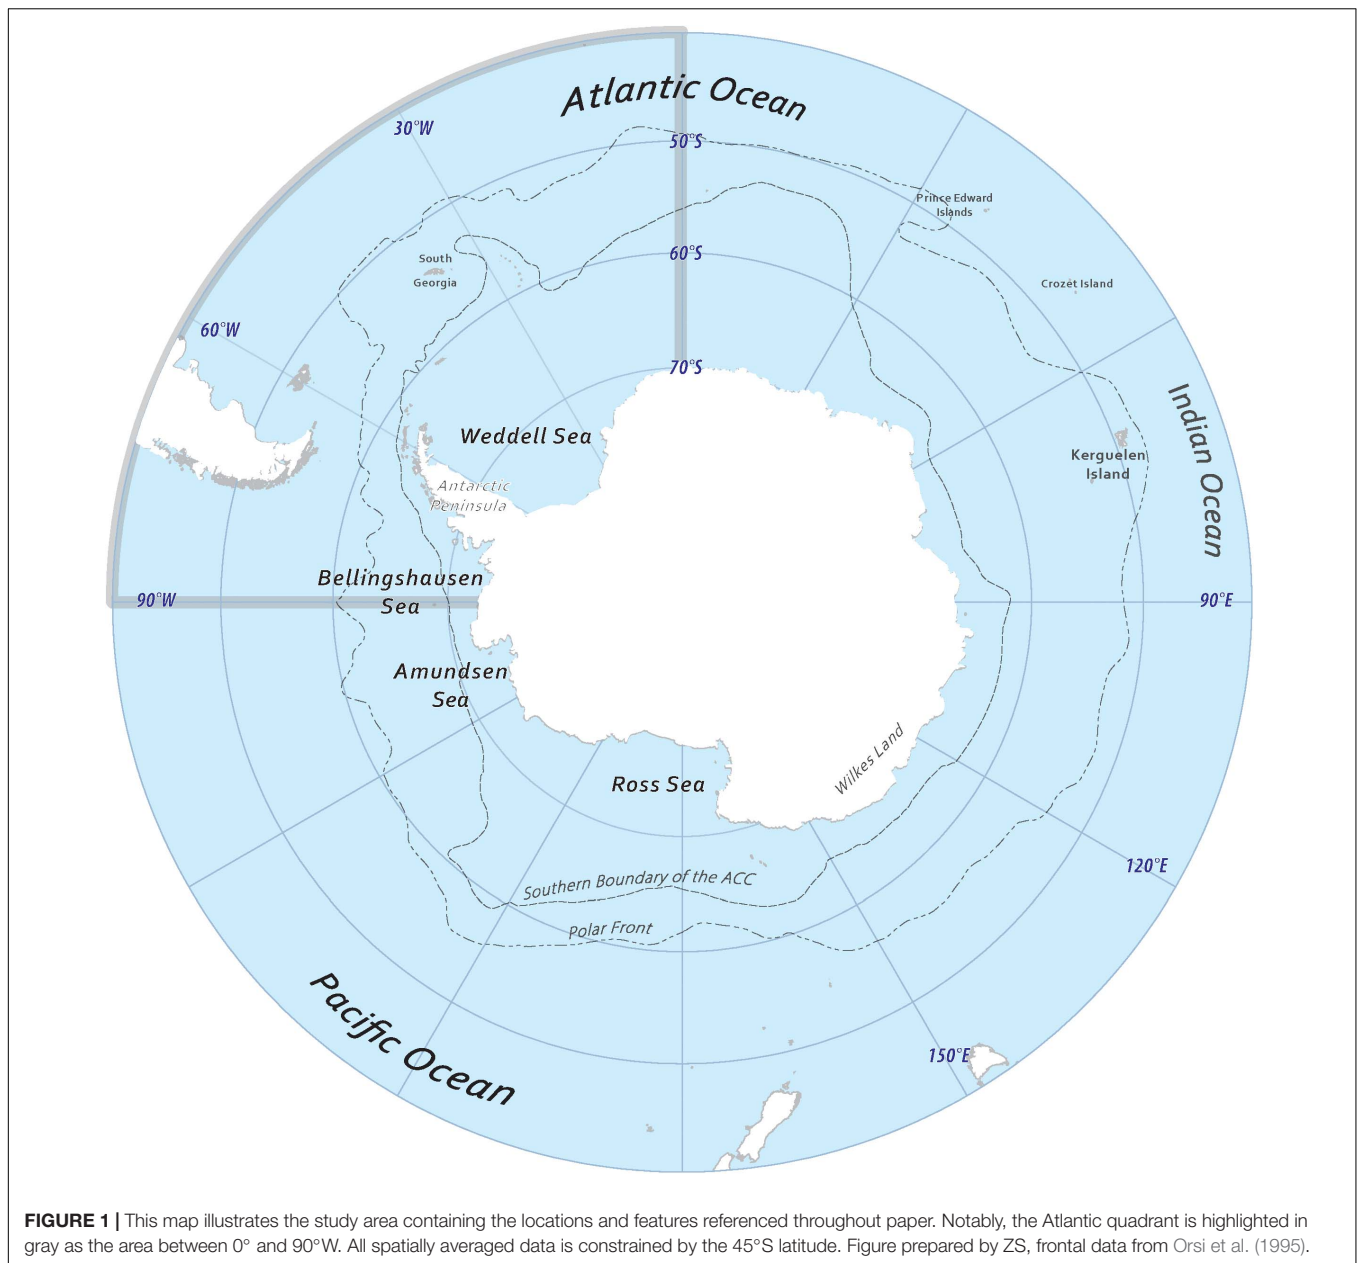 Atlantic Ocean
30°W
50°S
Prince Edward
Islands
60°S
South
Georgia
Crozet Island
60°W
70°S
Indian Ocean
Weddell Sea
Kerguelen
Island
Antarctic
Peninsula
Bellingshausen
Sea
90°W
90°E
Amundsen
Sea
Wilkes Land
Ross Sea
120°E
Southern Boundary of the ACC
Polar Front
Pacific Ocean
150°E
FIGURE 1 | This map illustrates the study area containing the locations and features referenced throughout paper. Notably, the Atlantic quadrant is highlighted in
gray as the area between 0° and 90°W. All spatially averaged data is constrained by the 45°S latitude. Figure prepared by ZS, frontal data from Orsi et al. (1995).